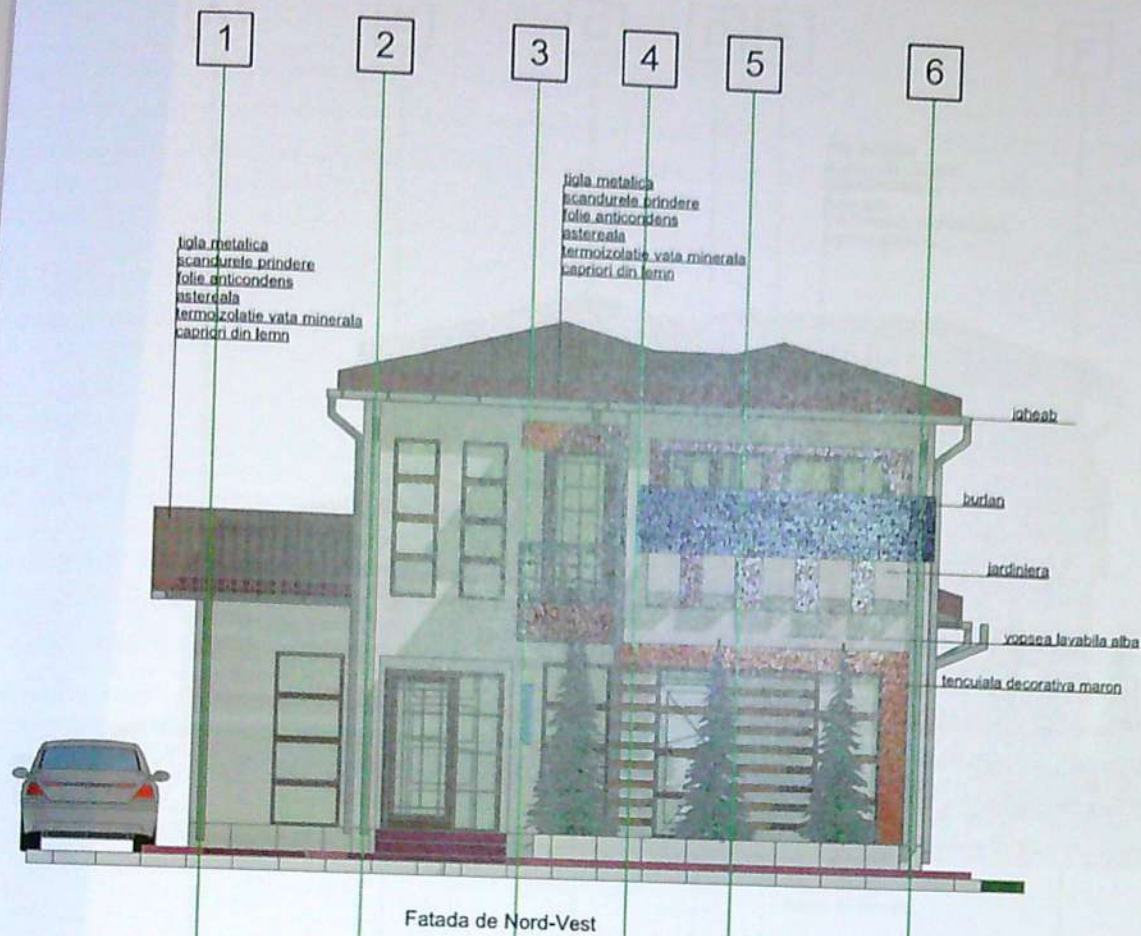 1
2
3
4
5
6
tigla metalica
scandurele prindere
folie anticondens
astereala
termoizolatie vata minerala
capriori din lemn
tigla metalica
scandurele prindere
folie anticondens
astereala
termoizolatie vata minerala
capriori din lemn
jgheab
burlan
jardiniera
vopsea lavabila alba
tencuiala decorativa maron
Fatada de Nord-Vest